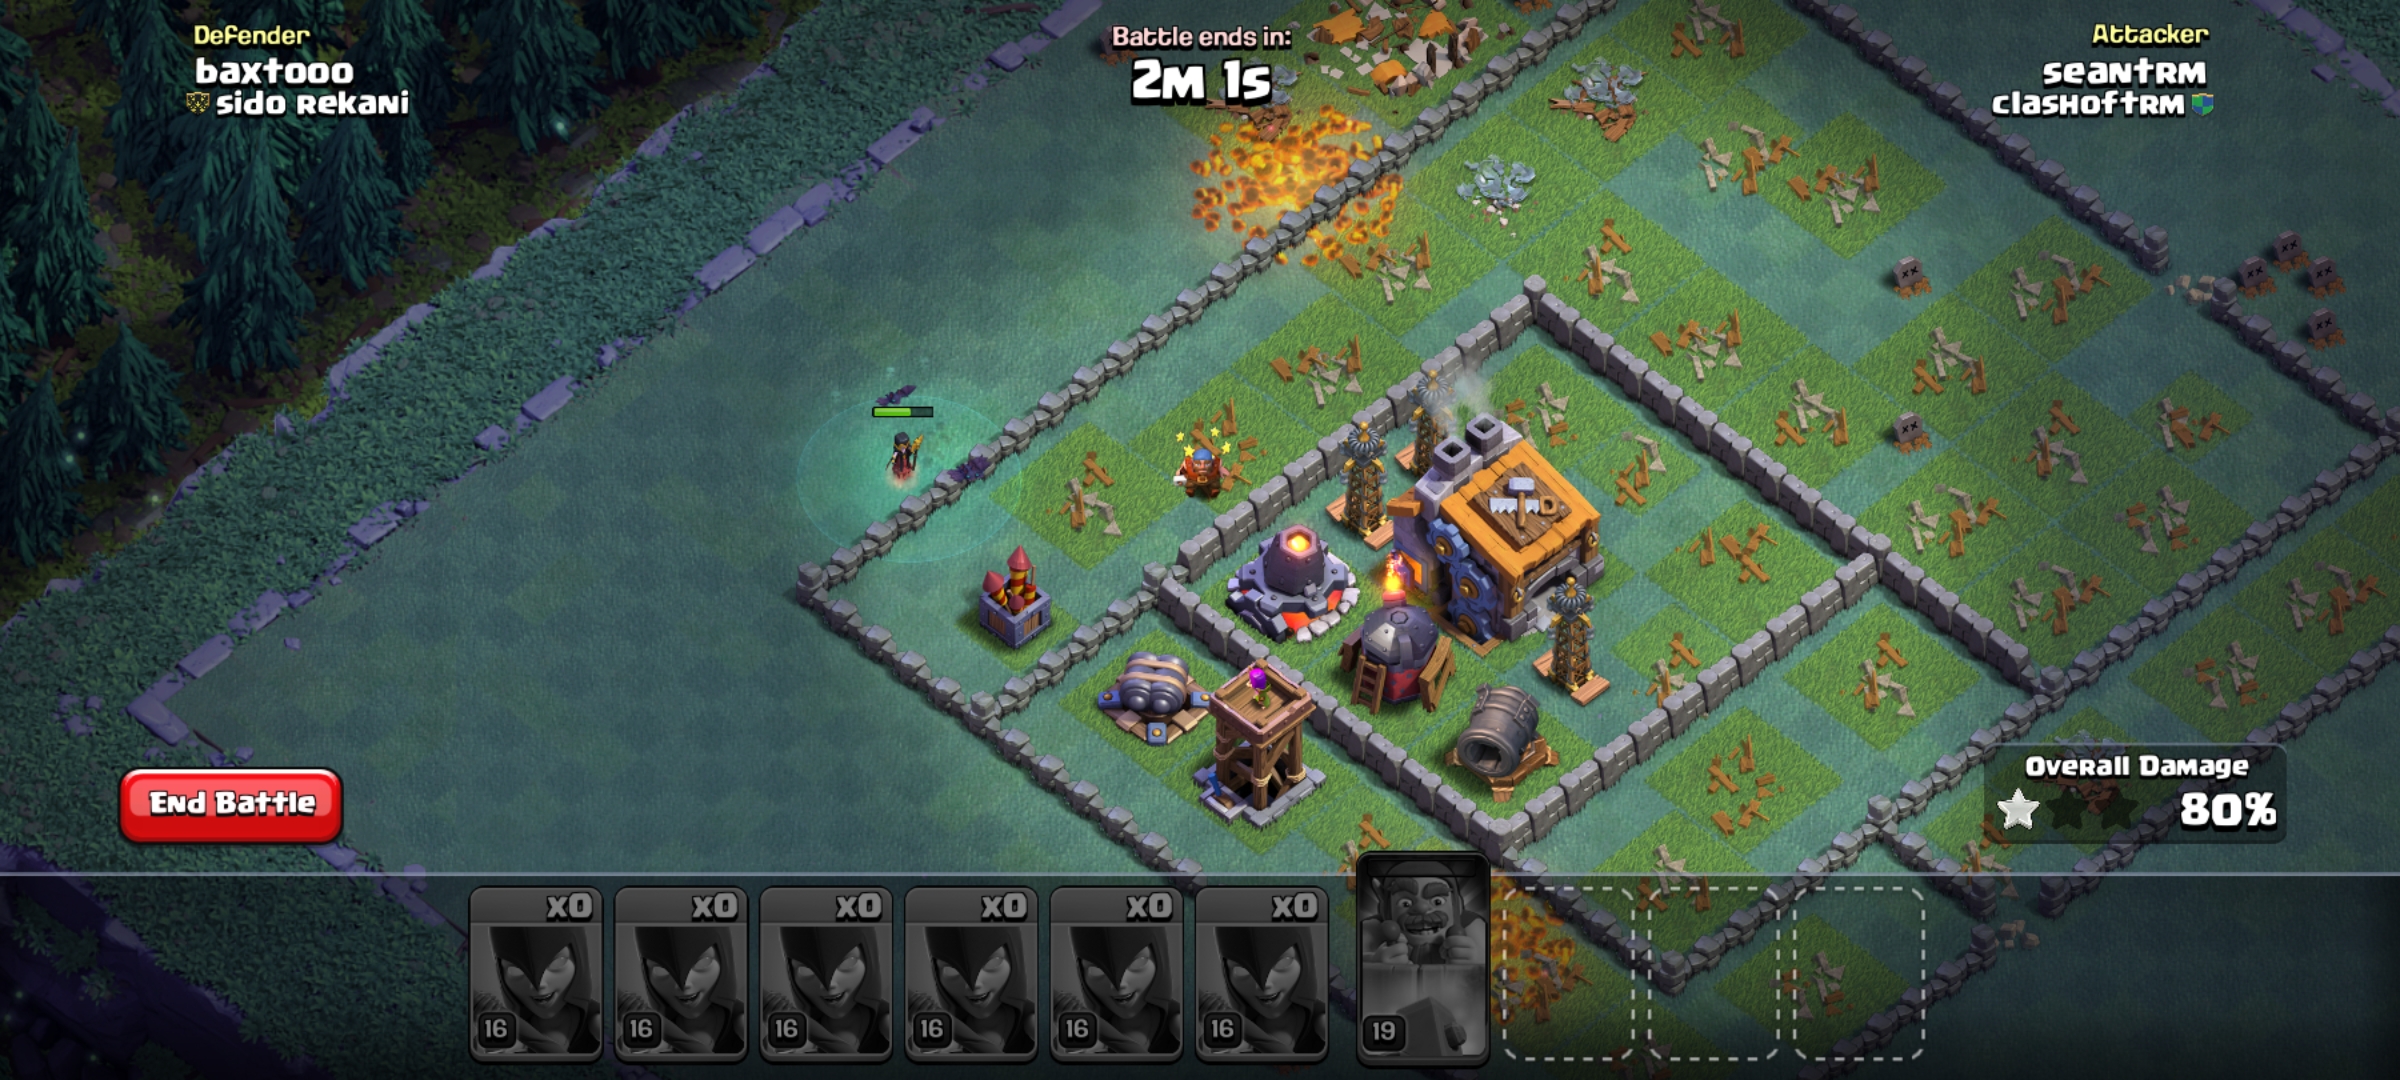 Defender
baxtooo
sido Rekani
Battle ends in:
2M 1s
Attacker
seantRM
clashoftRM
End Battle
Overall Damage
80%
x0
x0
x0
x0
x0
x0
16
16
16
16
16
16
19